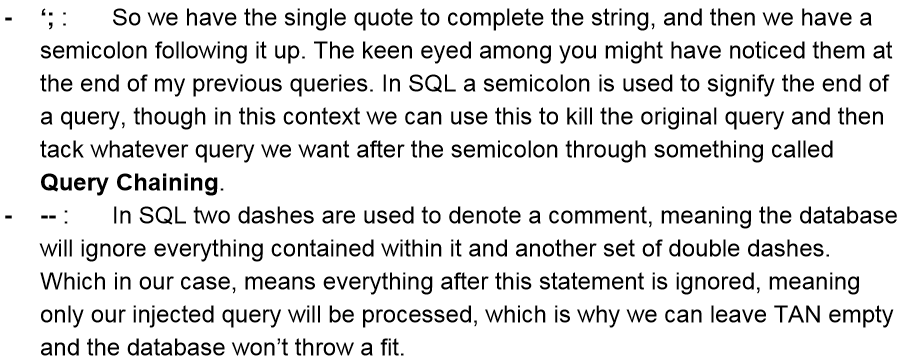 - ‘; : So we have the single quote to complete the string, and then we have a
semicolon following it up. The keen eyed among you might have noticed them at
the end of my previous queries. In SQL a semicolon is used to signify the end of
a query, though in this context we can use this to kill the original query and then
tack whatever query we want after the semicolon through something called
Query Chaining.
- -- : In SQL two dashes are used to denote a comment, meaning the database
will ignore everything contained within it and another set of double dashes.
Which in our case, means everything after this statement is ignored, meaning
only our injected query will be processed, which is why we can leave TAN empty
and the database won’t throw a fit.